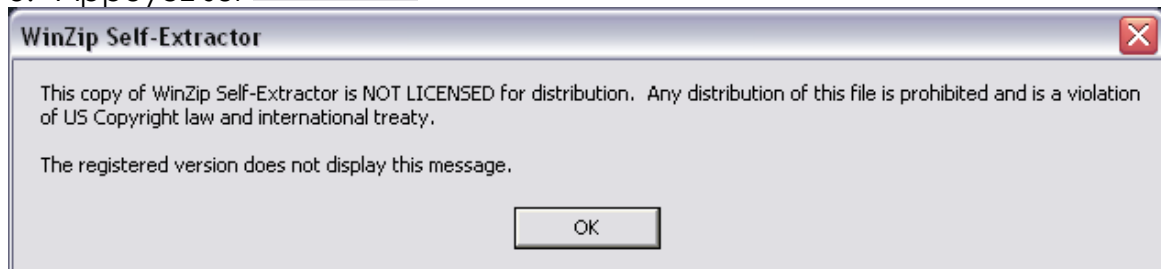 Appuyez sur
WinZip Self-Extractor
This copy of WinZip Self-Extractor is NOT LICENSED for distribution. Any distribution of this file is prohibited and is a violation
of US Copyright law and international treaty.
The registered version does not display this message.
OK